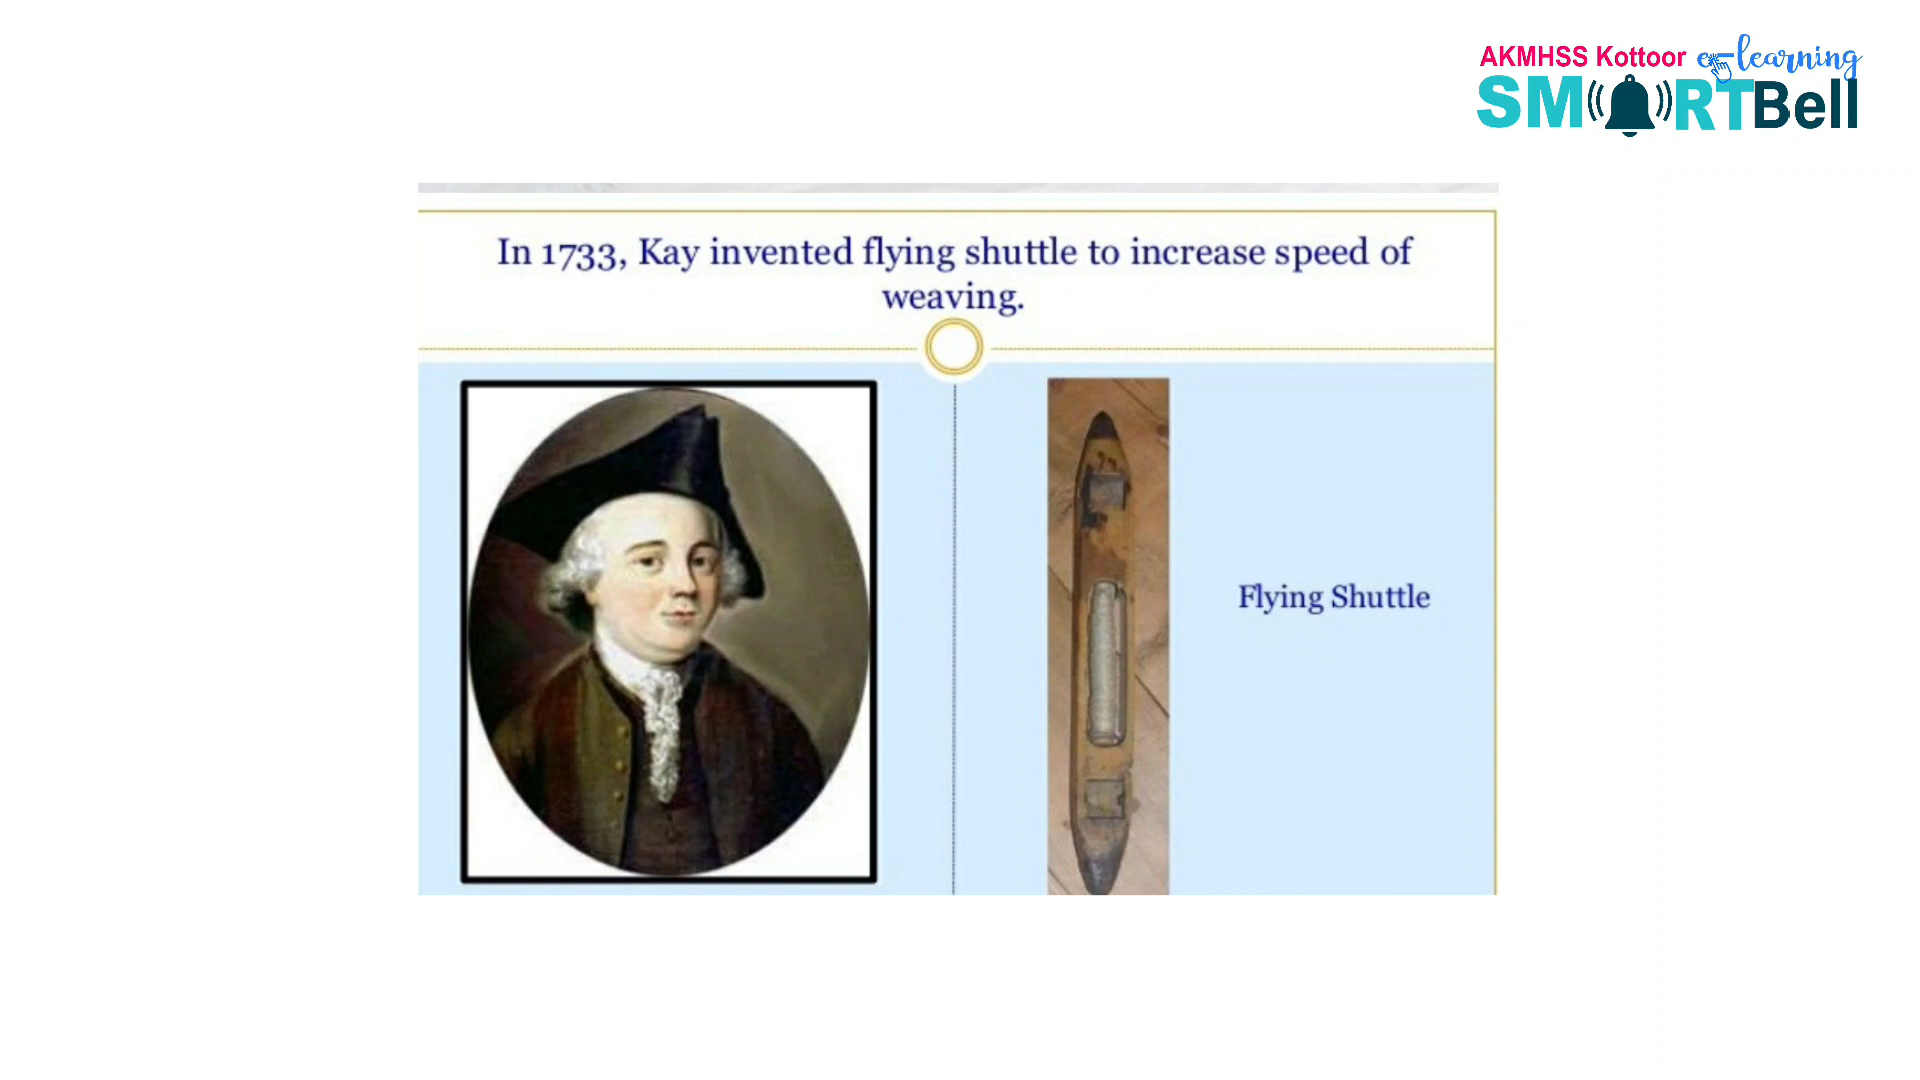 AKMHSS Kottoor e-learning
SMARTBell
In 1733, Kay invented flying shuttle to increase speed of
weaving.
Flying Shuttle